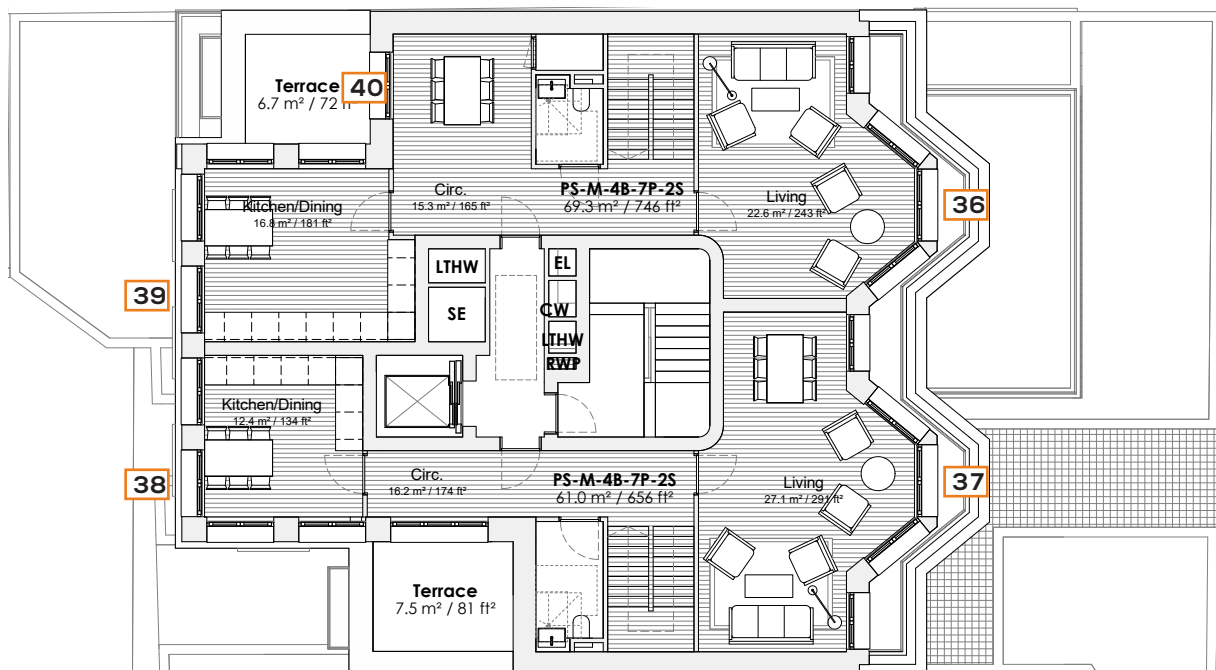 Terrace
6.7 m² / 72 ft²
40
Circ.
15.3 m² / 165 ft²
PS-M-4B-7P-2S
69.3 m² / 746 ft²
Living
22.6 m² / 243 ft²
36
Kitchen/Dining
16.8 m² / 181 ft²
39
LTHW
SE
EL
CW
LTHW
RWP
Kitchen/Dining
12.4 m² / 134 ft²
38
Circ.
16.2 m² / 174 ft²
PS-M-4B-7P-2S
61.0 m² / 656 ft²
Living
27.1 m² / 291 ft²
37
Terrace
7.5 m² / 81 ft²